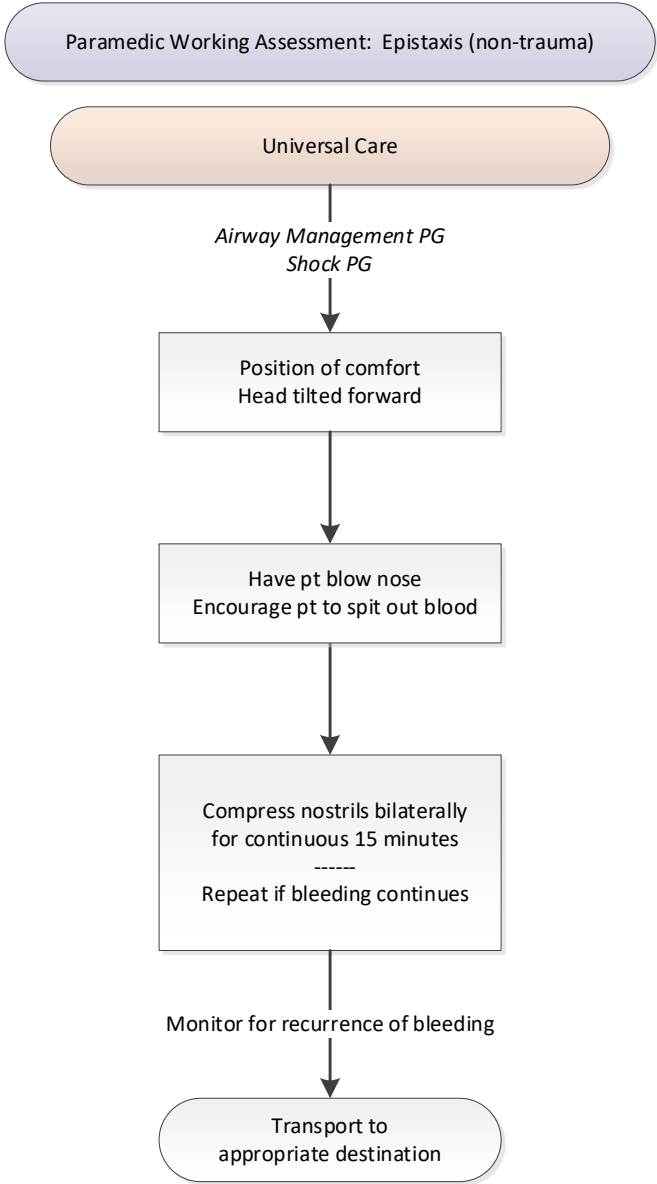 Paramedic Working Assessment:  Epistaxis (non-trauma)
Universal Care
Airway Management PG
Shock PG
Position of comfort
Head tilted forward
Have pt blow nose
Encourage pt to spit out blood
Compress nostrils bilaterally
for continuous 15 minutes
------
Repeat if bleeding continues
Monitor for recurrence of bleeding
Transport to
appropriate destination